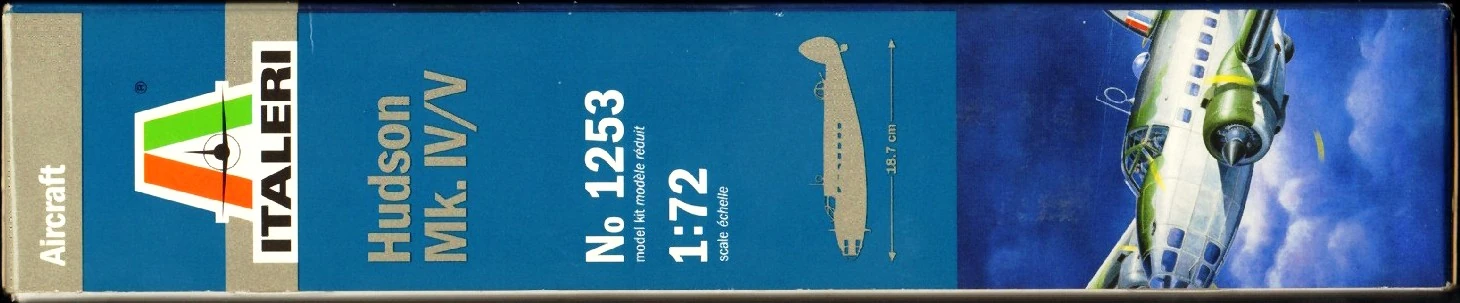 Aircraft
®
ITALERI
Hudson
Mk. IV/V
No 1253
model kit modèle réduit
1:72
scale échelle
18.7 cm